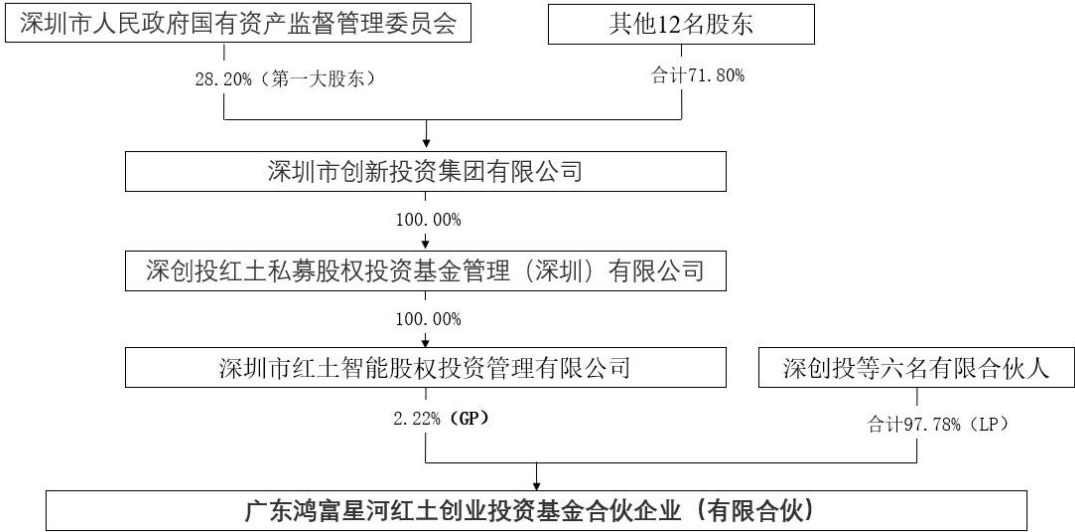 深圳市人民政府国有资产监督管理委员会
其他12名股东
28.20%（第一大股东）
合计71.80%
深圳市创新投资集团有限公司
100.00%
深创投红土私募股权投资基金管理（深圳）有限公司
100.00%
深圳市红土智能股权投资管理有限公司
深创投等六名有限合伙人
2.22%（GP）
合计97.78%（LP）
广东鸿富星河红土创业投资基金合伙企业（有限合伙）